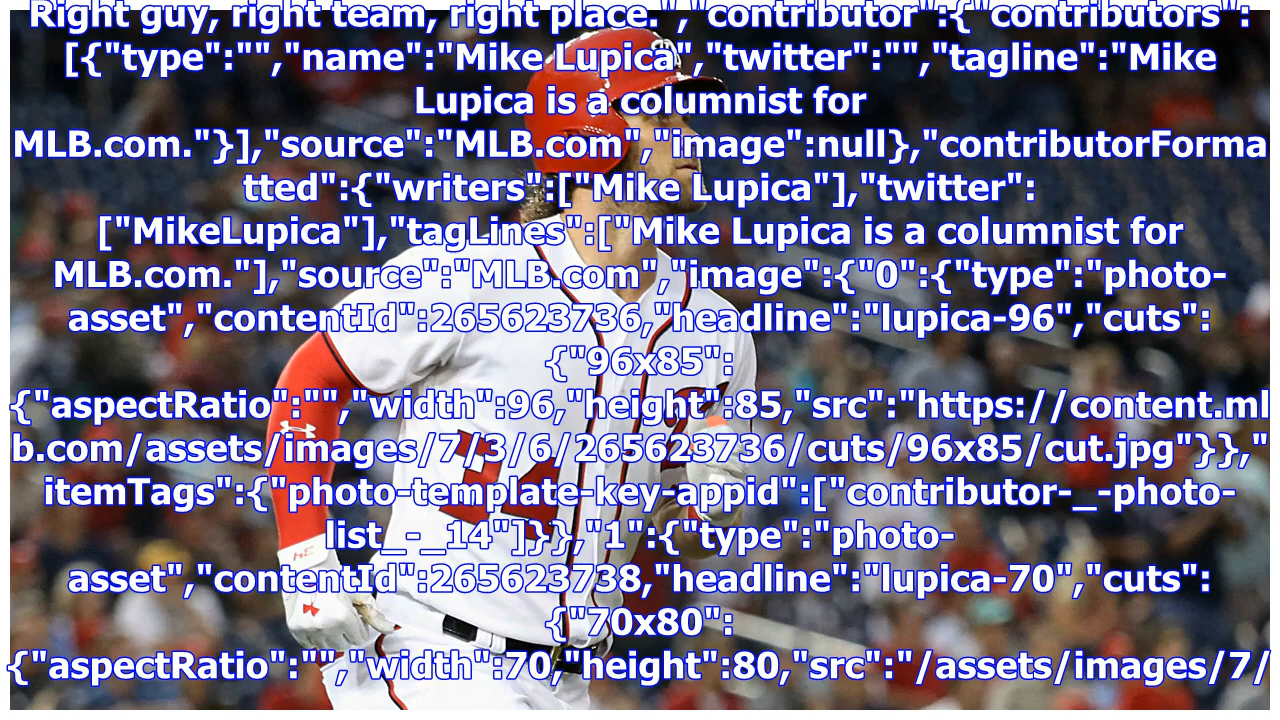 Right guy, right team, right place.","contributor":{"contributors":
[{"type":"","name":"Mike Lupica","twitter":"","tagline":"Mike
Lupica is a columnist for
MLB.com."}],"source":"MLB.com","image":null},"contributorForma
tted":{"writers":["Mike Lupica"],"twitter":
["MikeLupica"],"tagLines":["Mike Lupica is a columnist for
MLB.com."],"source":"MLB.com","image":{"0":{"type":"photo-
asset","contentId":265623736,"headline":"lupica-96","cuts":
{"96x85":
{"aspectRatio":"","width":96,"height":85,"src":"https://content.ml
b.com/assets/images/7/3/6/265623736/cuts/96x85/cut.jpg"}},"
itemTags":{"photo-template-key-appid":["contributor-_-photo-
list_-_14"]}},"1":{"type":"photo-
asset","contentId":265623738,"headline":"lupica-70","cuts":
{"70x80":
{"aspectRatio":"","width":70,"height":80,"src":"/assets/images/7/
34